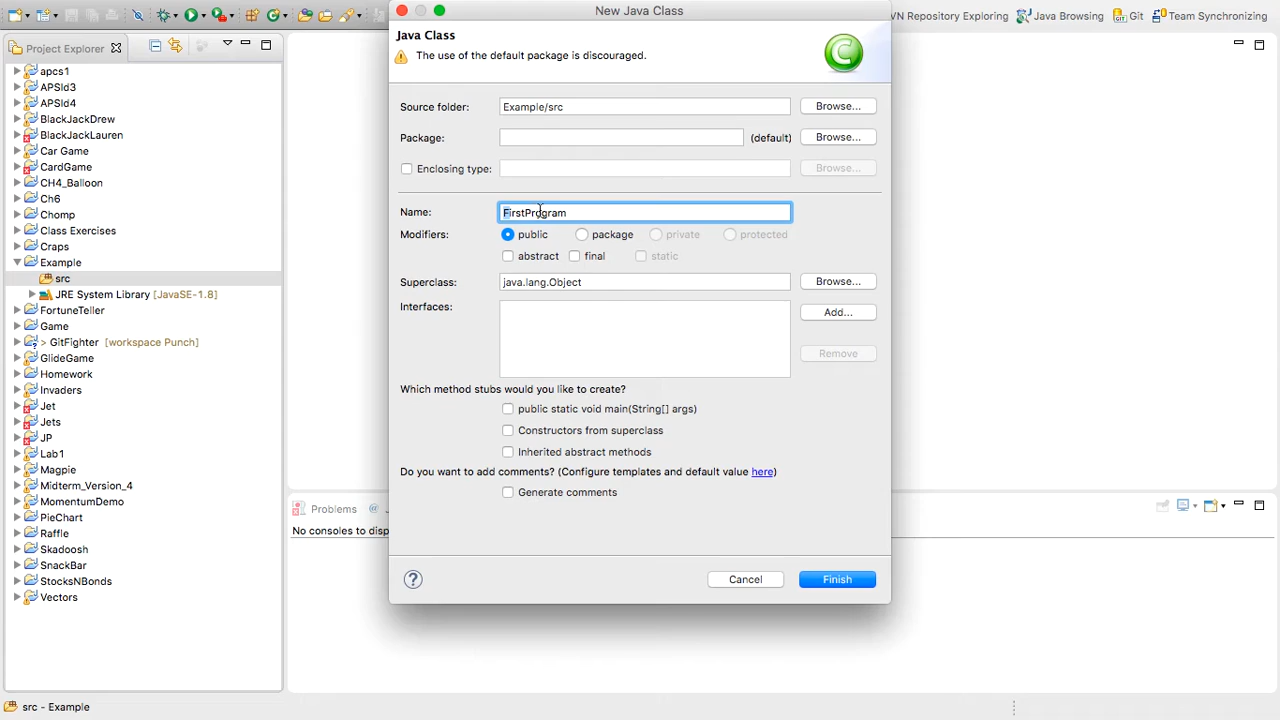 New Java Class
VN Repository Exploring Java Browsing Git Team Synchronizing
Project Explorer
apcs1
APSId3
APSId4
BlackJackDrew
BlackJackLauren
Car Game
CardGame
CH4_Balloon
Ch6
Chomp
Class Exercises
Craps
Example
src
JRE System Library [JavaSE-1.8]
FortuneTeller
Game
> GitFighter [workspace Punch]
GlideGame
Homework
Invaders
Jet
Jets
JP
Lab1
Magpie
Midterm_Version_4
MomentumDemo
PieChart
Raffle
Skadoosh
SnackBar
StocksNBonds
Vectors
Java Class
The use of the default package is discouraged.
Source folder: Example/src Browse...
Package: (default) Browse...
Enclosing type: Browse...
Name: FirstProgram
Modifiers: public package private protected
abstract final static
Superclass: java.lang.Object Browse...
Interfaces: Add...
Remove
Which method stubs would you like to create?
public static void main(String[] args)
Constructors from superclass
Inherited abstract methods
Do you want to add comments? (Configure templates and default value here)
Generate comments
? Cancel Finish
Problems @
No consoles to disp
src - Example